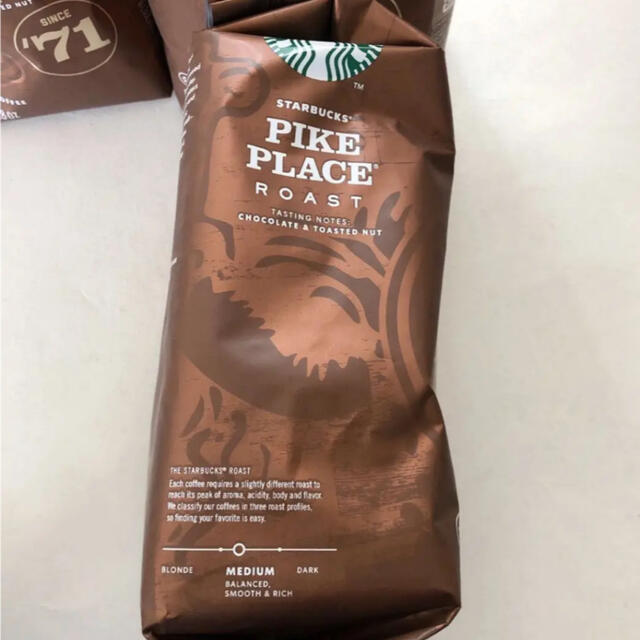 TED NUT
SINCE
'71
STARBUCKS®
PIKE
PLACE®
ROAST
TASTING NOTES:
CHOCOLATE & TOASTED NUT
THE STARBUCKS® ROAST
Each coffee requires a slightly different roast to
reach its peak of aroma, acidity, body and flavor.
We classify our coffees in three roast profiles,
so finding your favorite is easy.
BLONDE MEDIUM DARK
BALANCED,
SMOOTH & RICH